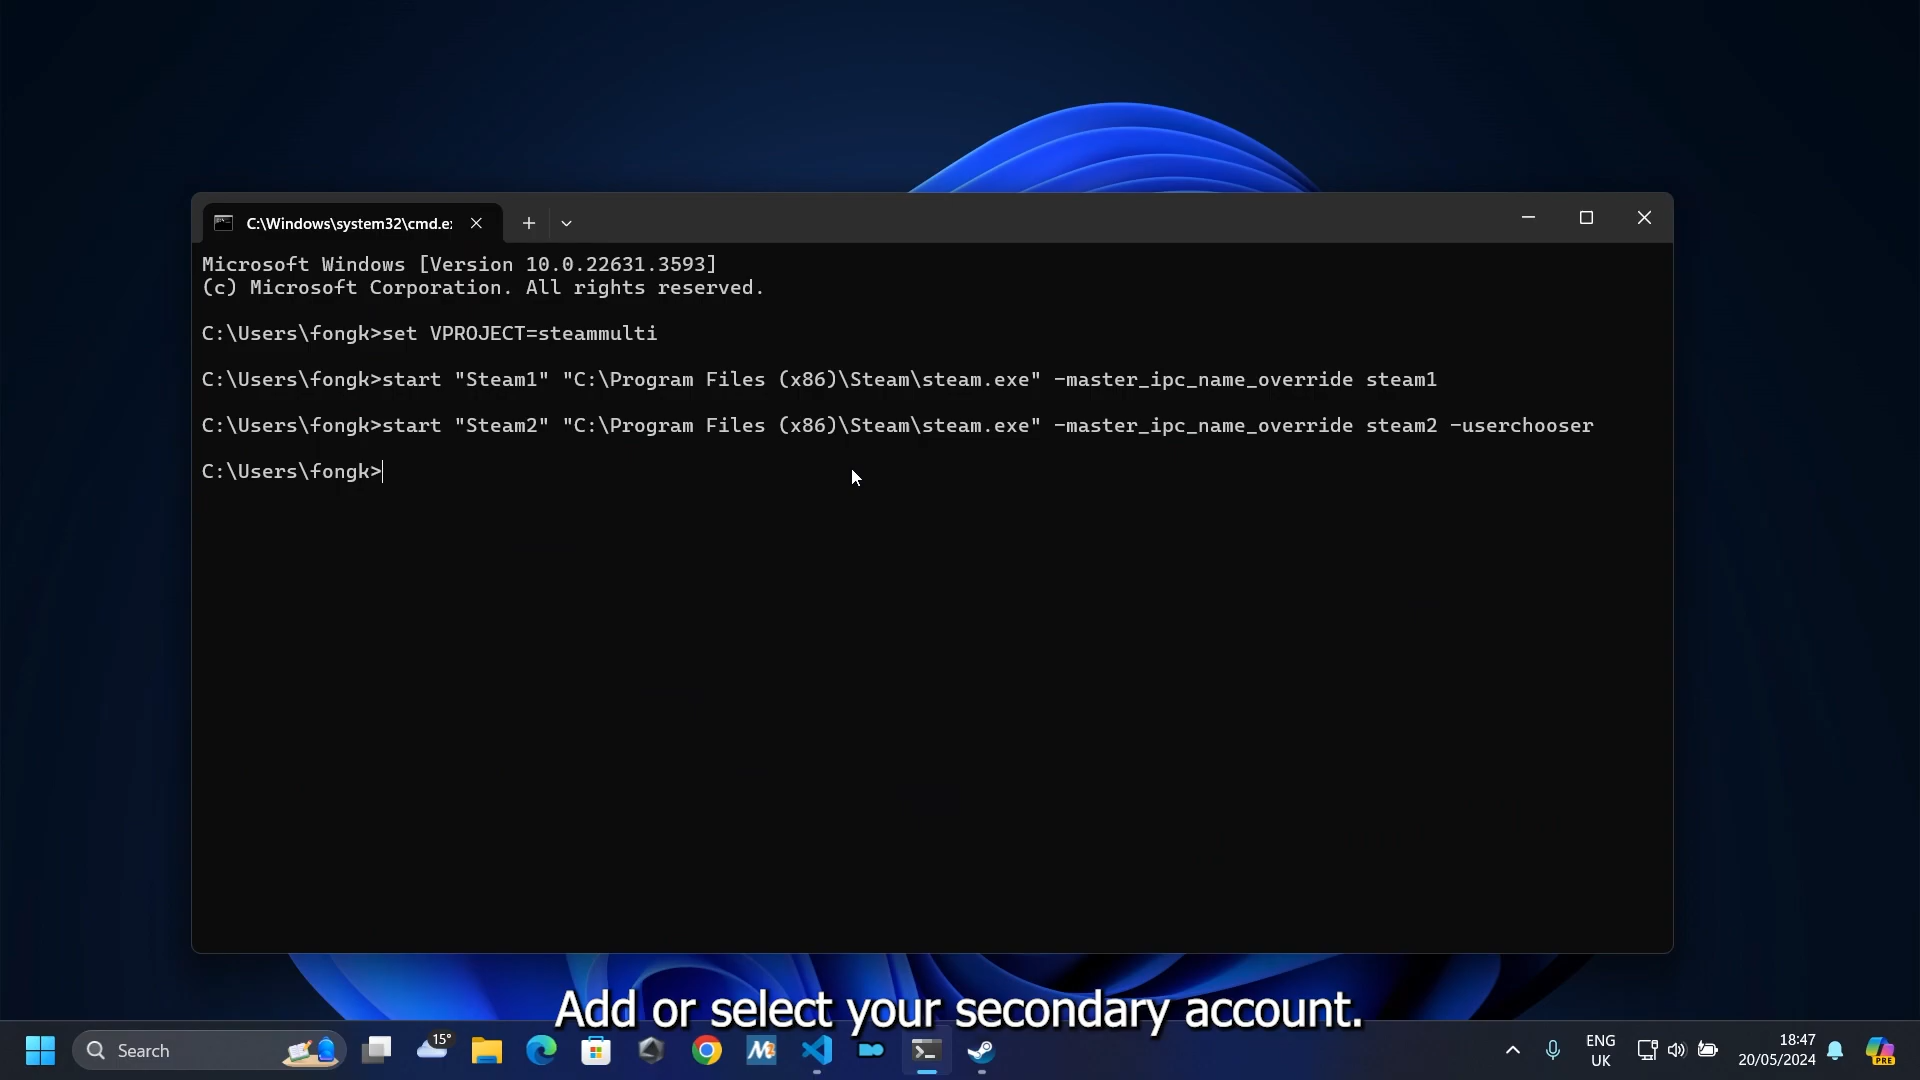 C:\Windows\system32\cmd.e
Microsoft Windows [Version 10.0.22631.3593]
(c) Microsoft Corporation. All rights reserved.
C:\Users\fongk>set VPROJECT=steammulti
C:\Users\fongk>start "Steam1" "C:\Program Files (x86)\Steam\steam.exe" -master_ipc_name_override steam1
C:\Users\fongk>start "Steam2" "C:\Program Files (x86)\Steam\steam.exe" -master_ipc_name_override steam2 -userchooser
C:\Users\fongk>
Add or select your secondary account.
Search
15°
ENG
UK
18:47
20/05/2024
PRE